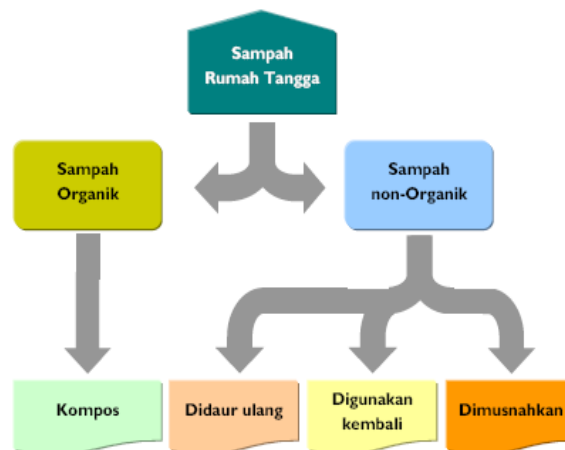 Sampah
Rumah Tangga
Sampah
Organik
Sampah
non-Organik
Kompos
Didaur ulang
Digunakan
kembali
Dimusnahkan